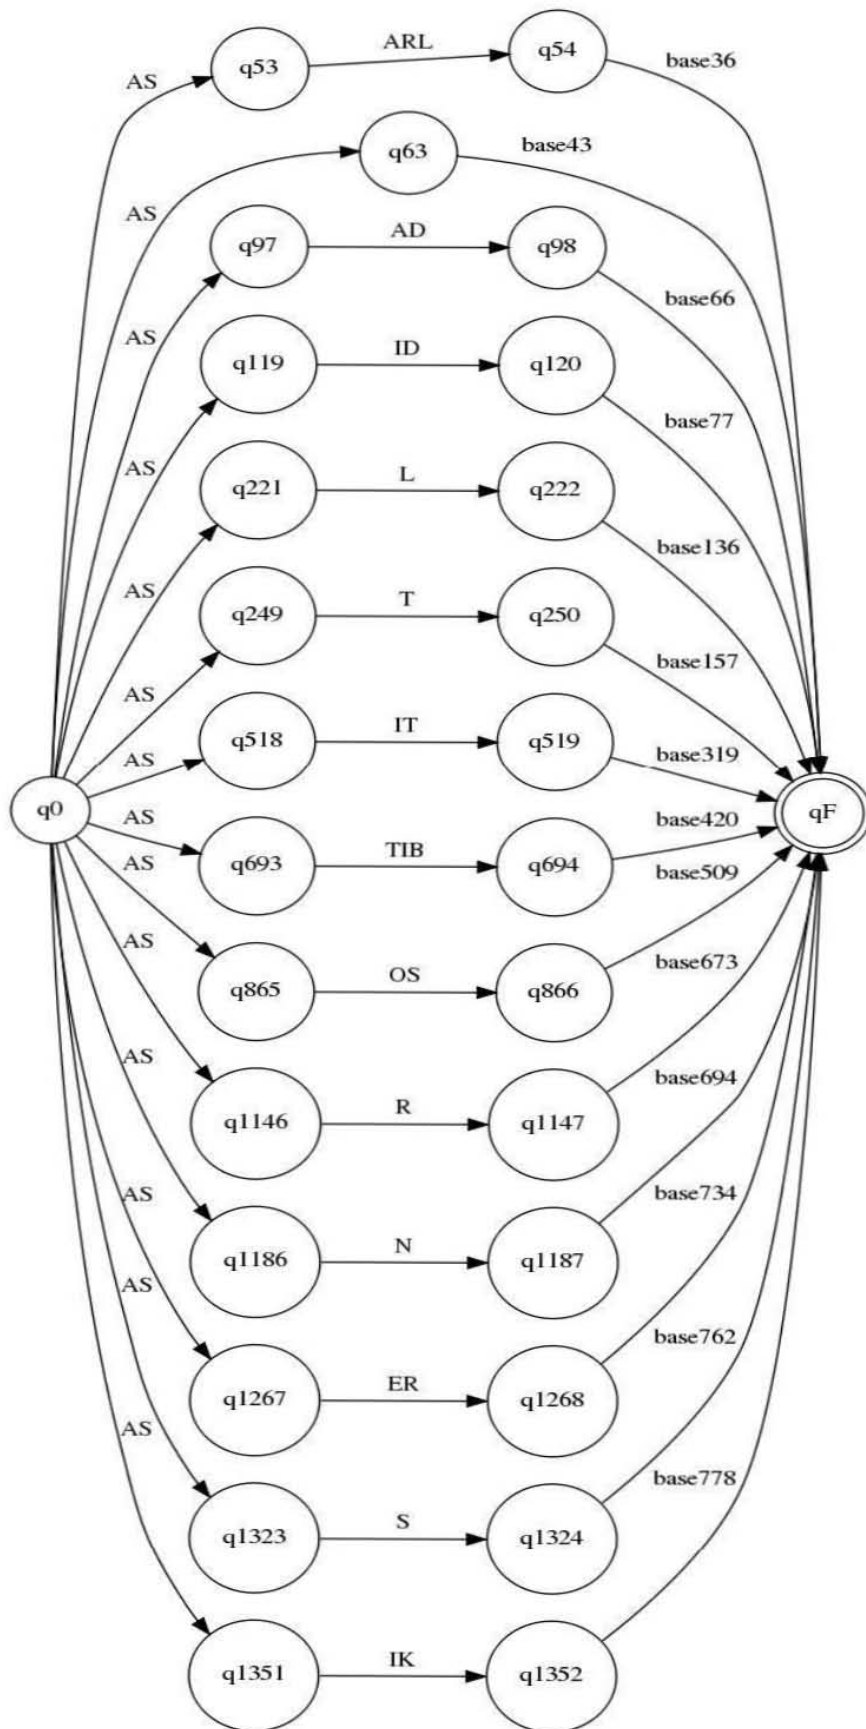 AS q53 ARL q54 base36
AS q63 base43
AS q97 AD q98 base66
AS q119 ID q120 base77
AS q221 L q222 base136
AS q249 T q250 base157
AS q518 IT q519 base319
q0 qF
AS q693 TIB q694 base420
AS q865 OS q866 base509
AS q1146 R q1147 base673
AS q1186 N q1187 base694
AS q1267 ER q1268 base734
AS q1323 S q1324 base762
AS q1351 IK q1352 base778